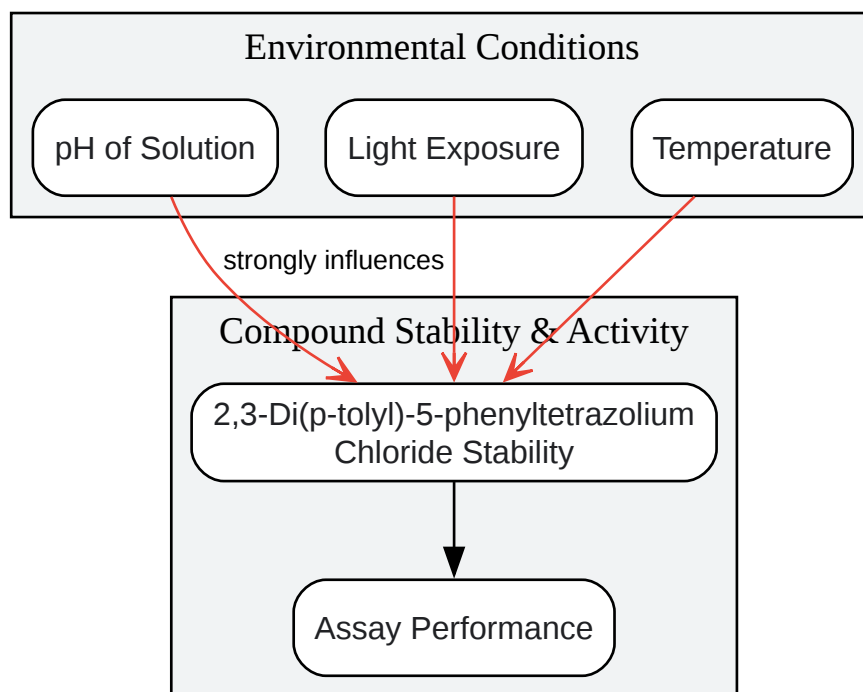 Environmental Conditions
pH of Solution
Light Exposure
Temperature
strongly influences
Compound Stability & Activity
2,3-Di(p-tolyl)-5-phenyltetrazolium
Chloride Stability
Assay Performance